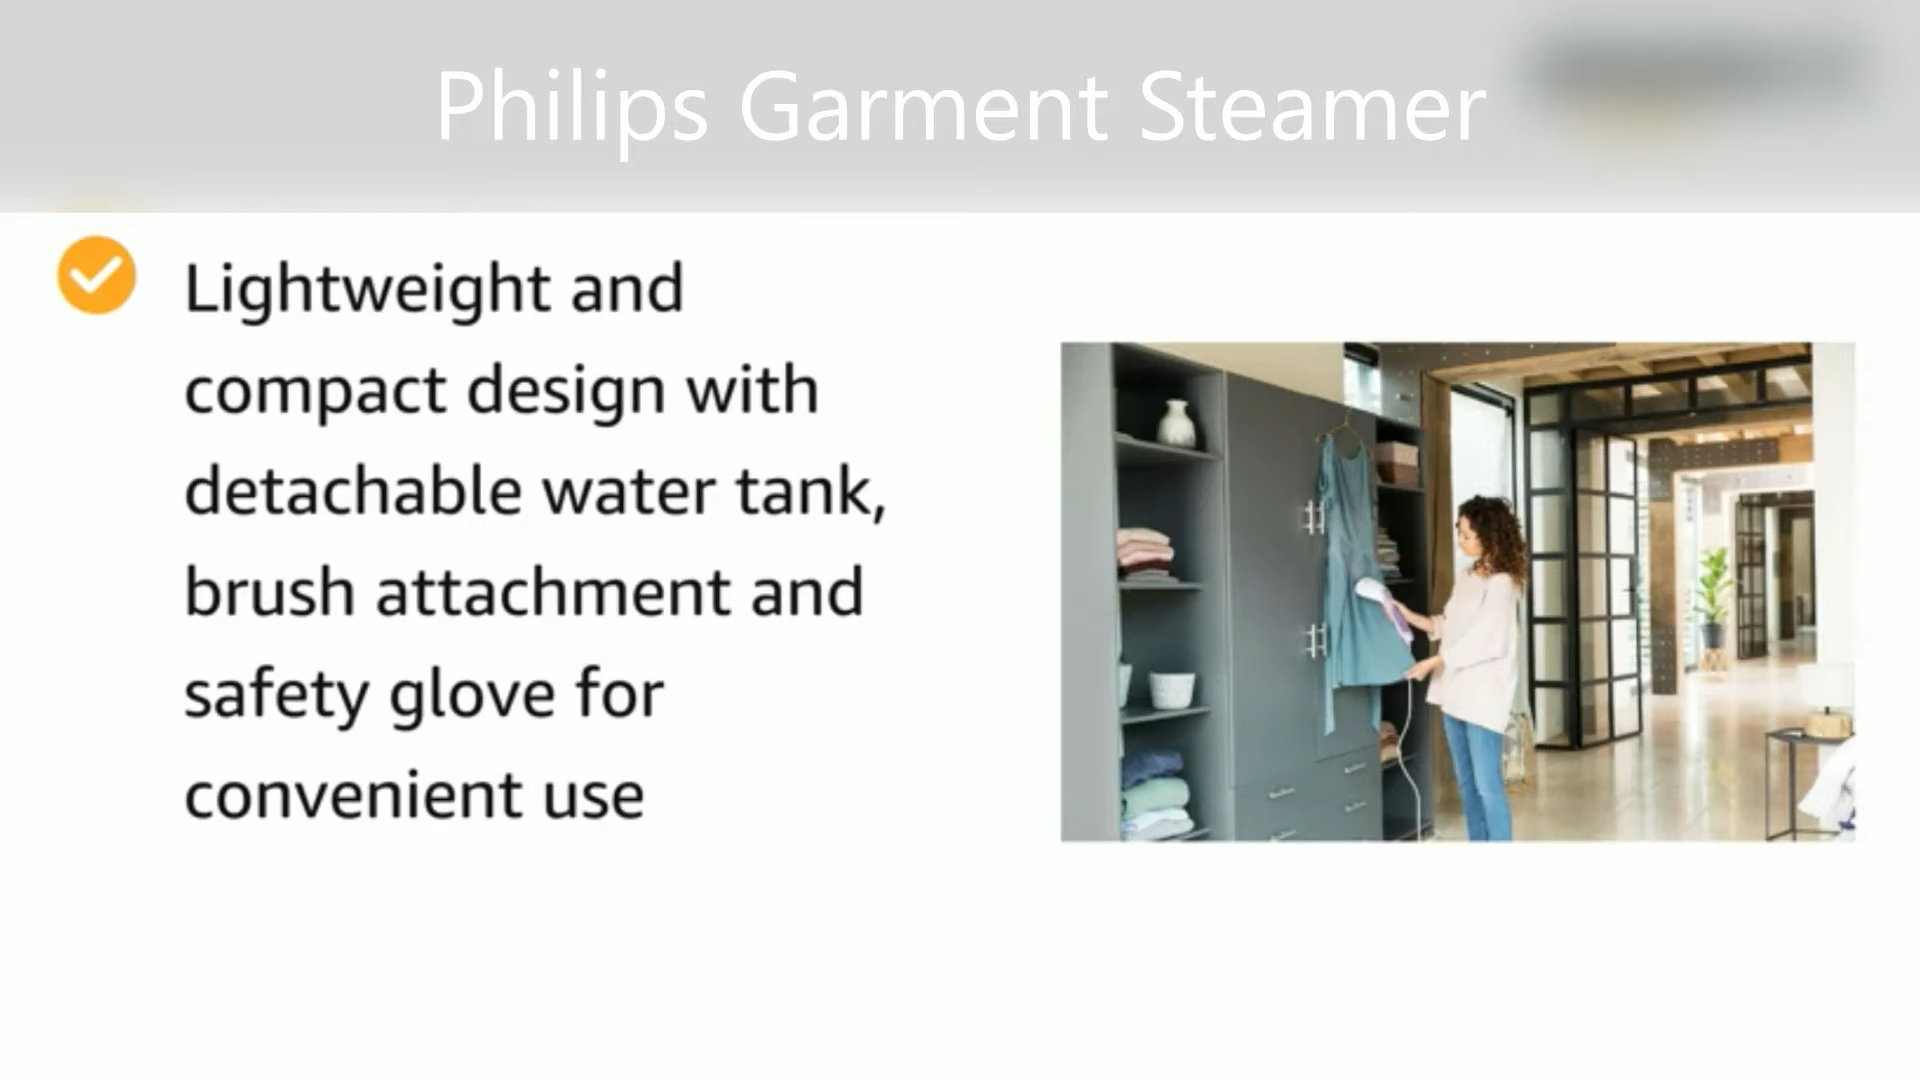 Philips Garment Steamer
Lightweight and
compact design with
detachable water tank,
brush attachment and
safety glove for
convenient use